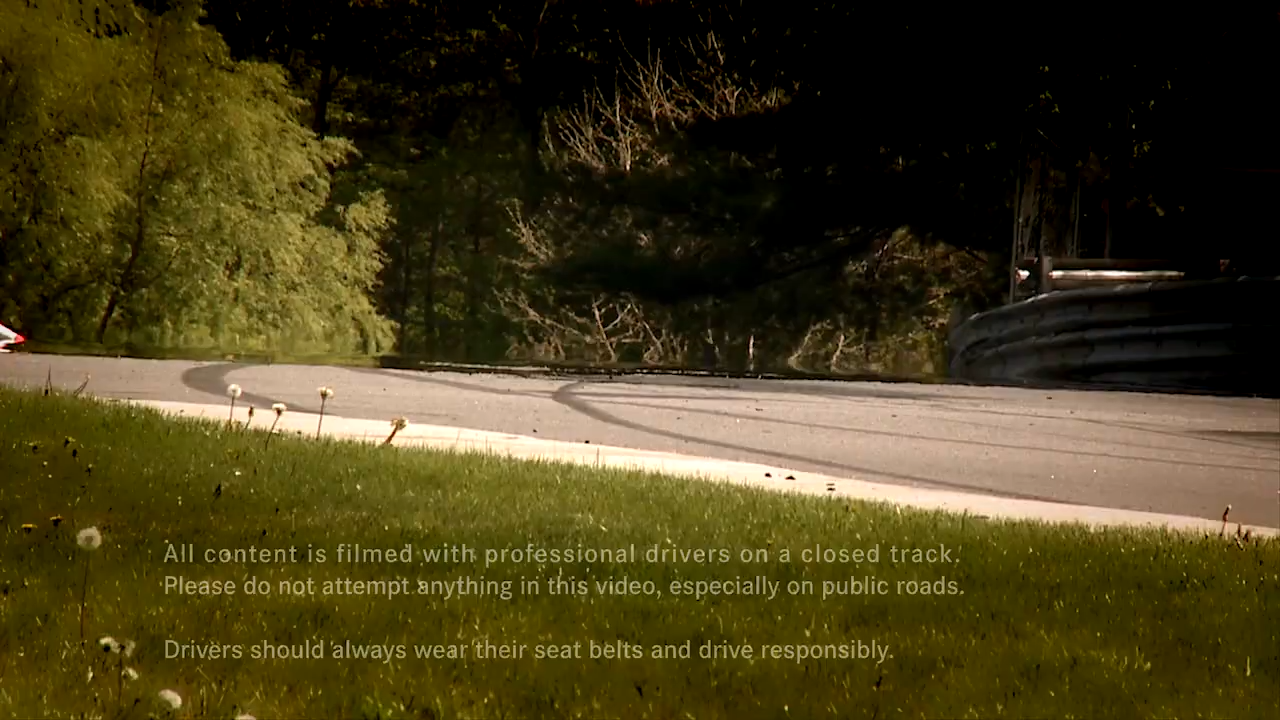 All content is filmed with professional drivers on a closed track.
Please do not attempt anything in this video, especially on public roads.
Drivers should always wear their seat belts and drive responsibly.